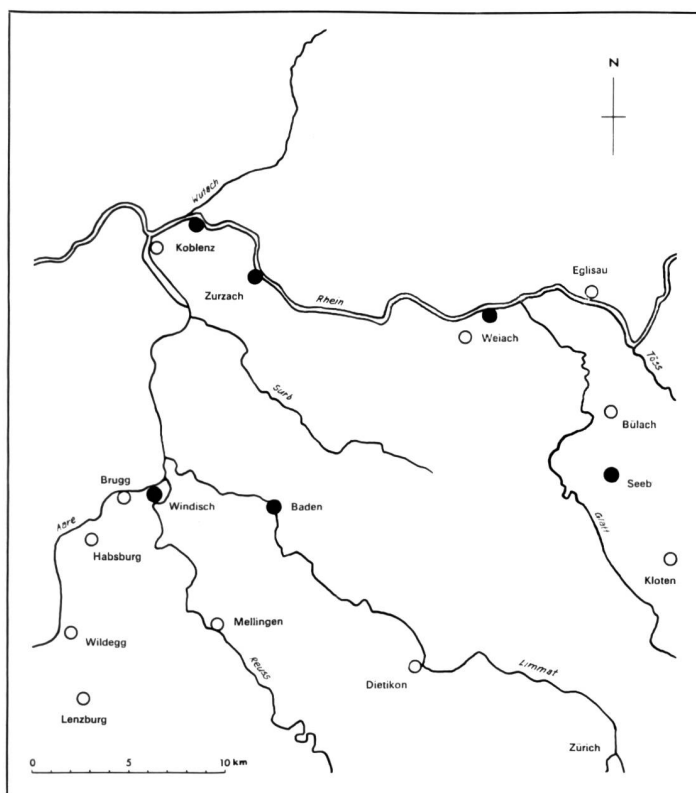 N
Wutach
Koblenz
Zurzach
Rhein
Eglisau
Weiach
Töss
Surb
Bülach
Brugg
Windisch
Baden
Seeb
Aare
Habsburg
Glatt
Kloten
Mellingen
Wildegg
Reuss
Dietikon
Limmat
Lenzburg
Zürich
0 5 10 km